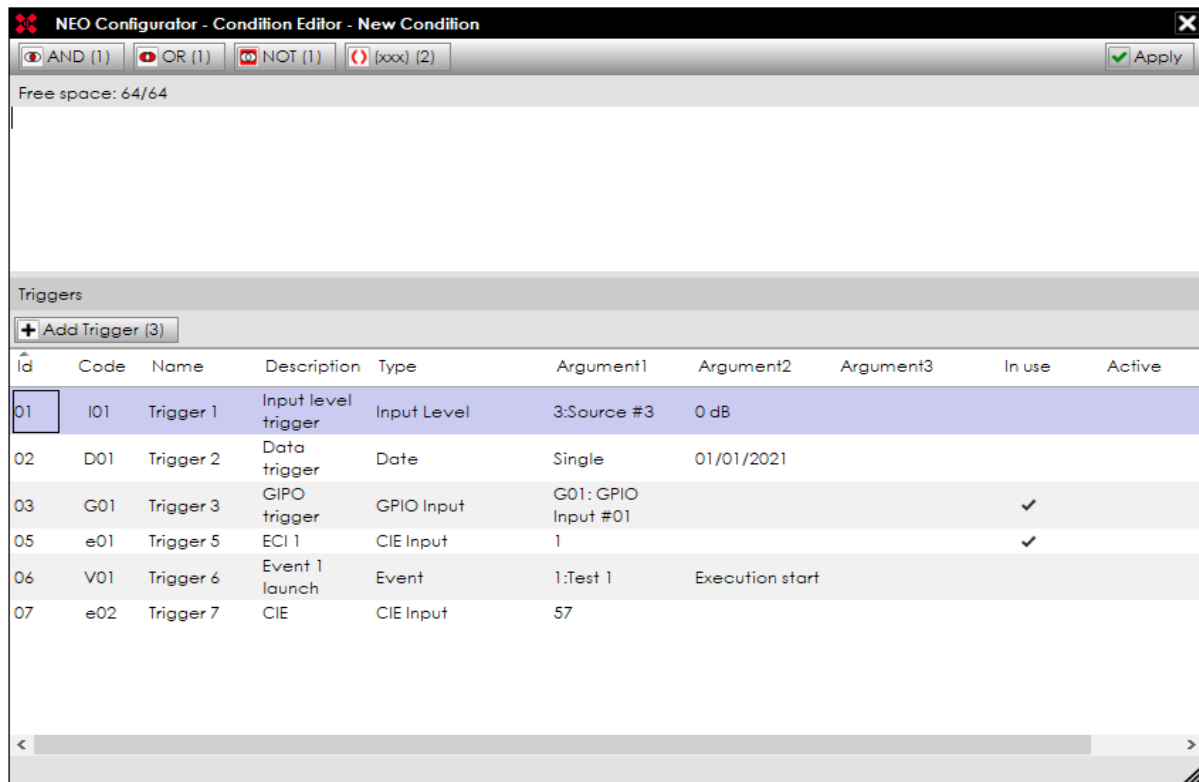 NEO Configurator - Condition Editor - New Condition
AND (1) OR (1) NOT (1) (xxx) (2) Apply
Free space: 64/64
Triggers
Add Trigger (3)
Id Code Name Description Type Argument1 Argument2 Argument3 In use Active
01 I01 Trigger 1 Input level trigger Input Level 3:Source #3 0 dB
02 D01 Trigger 2 Data trigger Date Single 01/01/2021
03 G01 Trigger 3 GIPO trigger GPIO Input G01: GPIO Input #01 ✔
05 e01 Trigger 5 ECI 1 CIE Input 1 ✔
06 V01 Trigger 6 Event 1 launch Event 1:Test 1 Execution start
07 e02 Trigger 7 CIE CIE Input 57